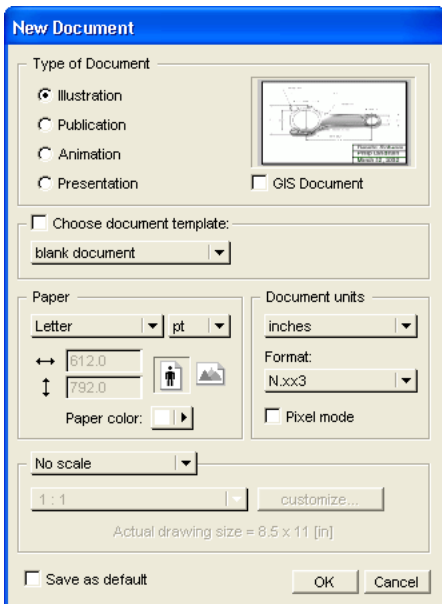 New Document
Type of Document
Illustration
Publication
Animation
Presentation
GIS Document
Choose document template:
blank document
Paper
Letter
pt
612.0
792.0
Paper color:
Document units
inches
Format:
N.xx3
Pixel mode
No scale
1 : 1
customize...
Actual drawing size = 8.5 x 11 [in]
Save as default
OK
Cancel